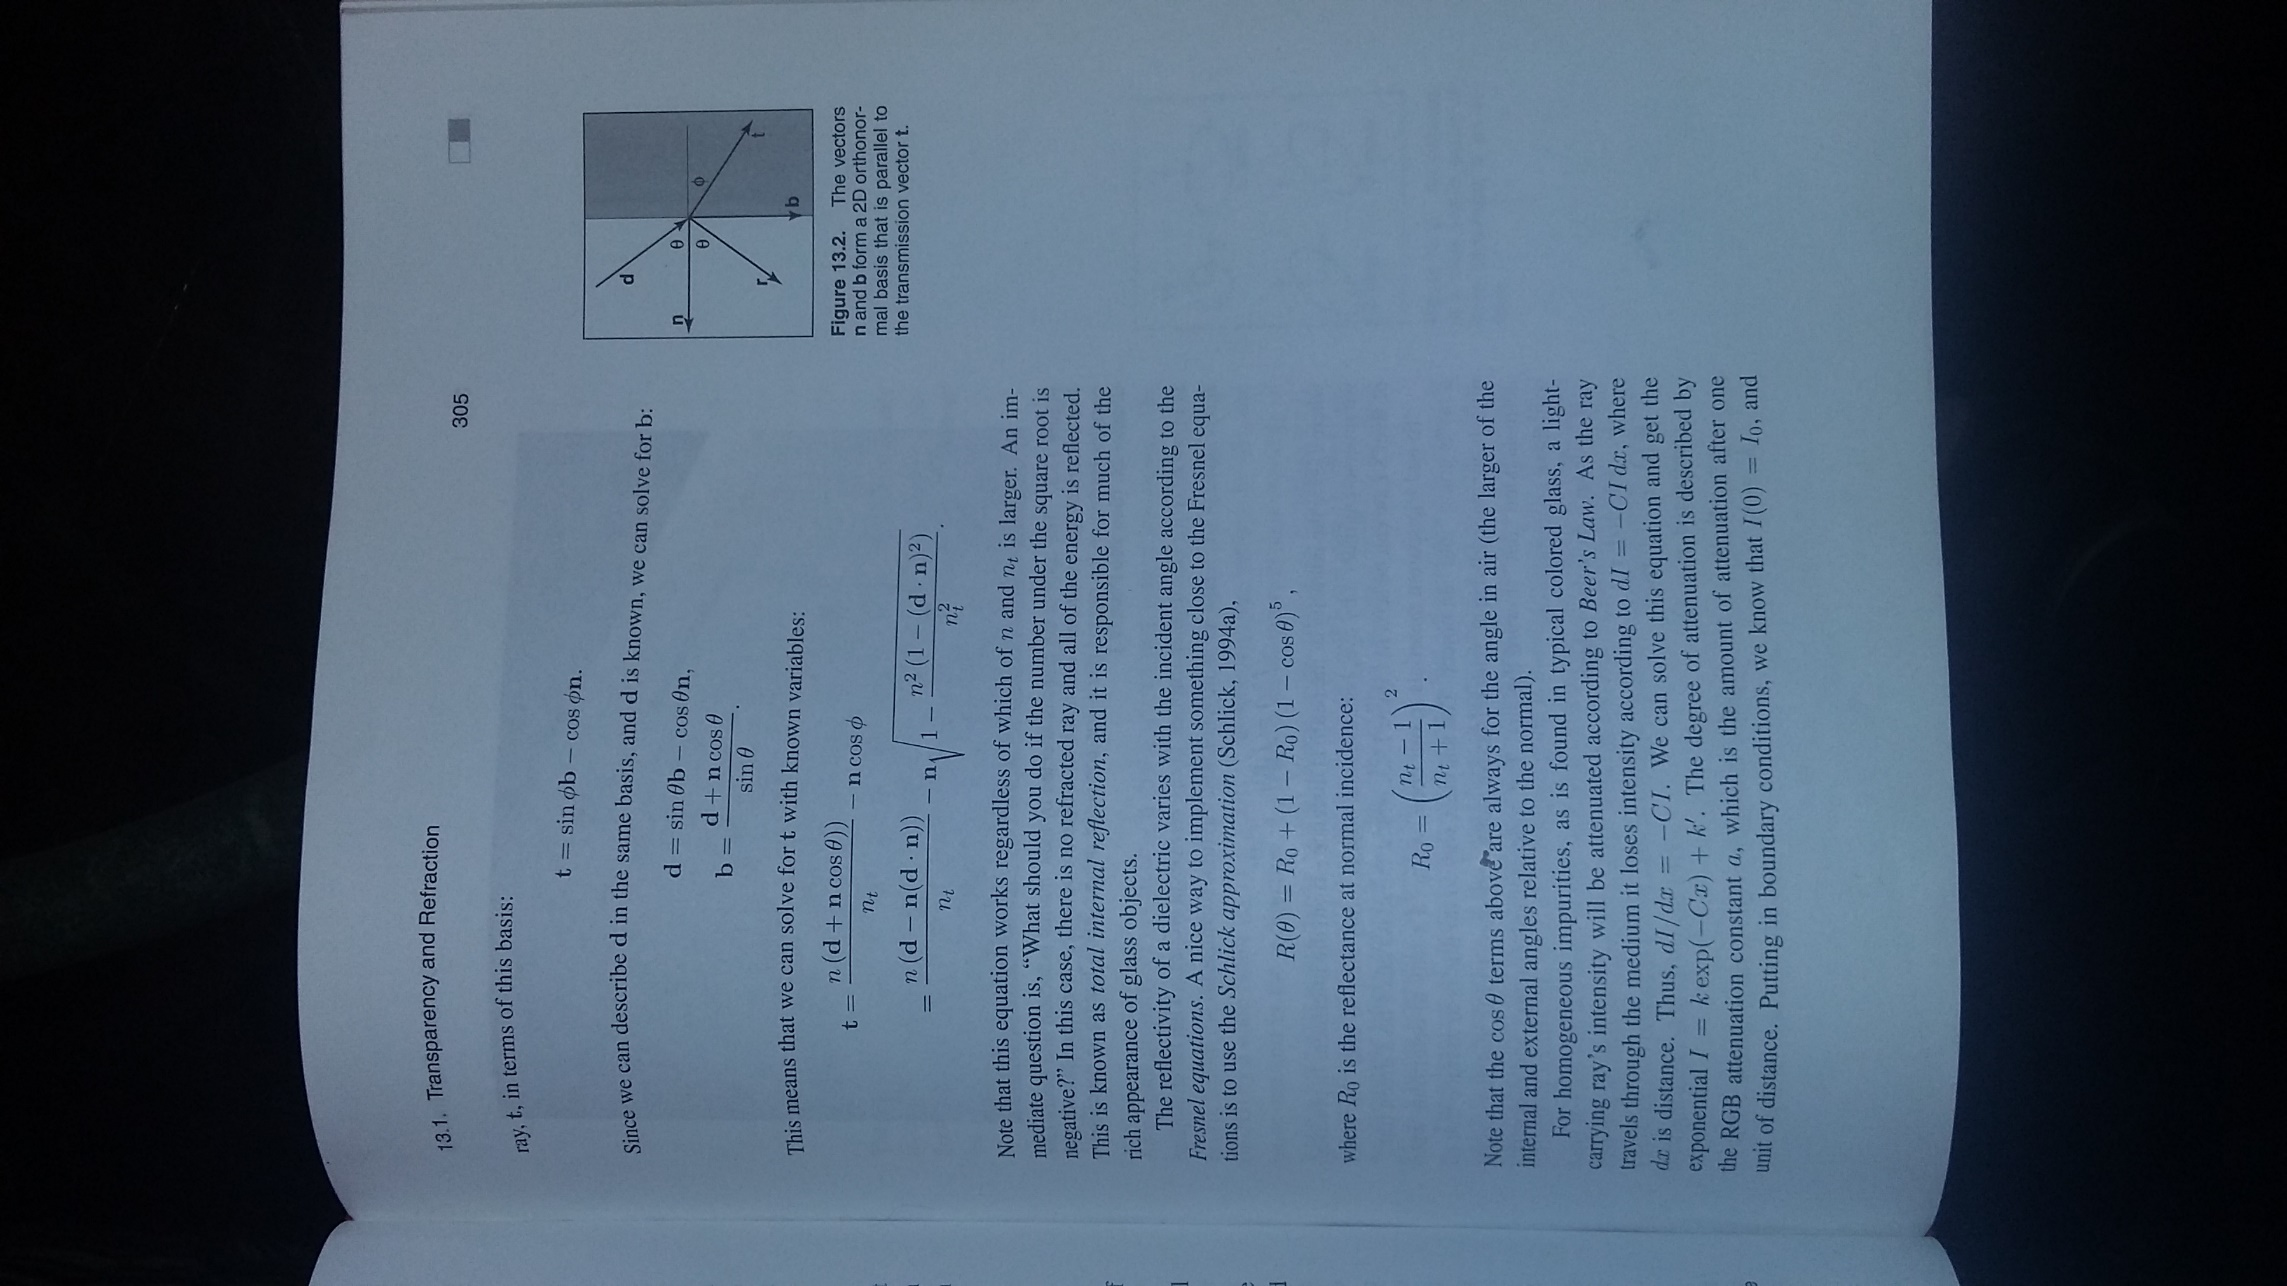 13.1. Transparency and Refraction 305
ray, t, in terms of this basis:
t = sin ϕb − cos ϕn.
Since we can describe d in the same basis, and d is known, we can solve for b:
d = sin θb − cos θn,
b = (d + n cos θ) / sin θ.
This means that we can solve for t with known variables:
t = n (d + n cos θ)) / n_t − n cos ϕ
= n (d − n(d · n)) / n_t − n√(1 − n²(1 − (d · n)²) / n_t²).
Note that this equation works regardless of which of n and n_t is larger. An im-
mediate question is, “What should you do if the number under the square root is
negative?” In this case, there is no refracted ray and all of the energy is reflected.
This is known as total internal reflection, and it is responsible for much of the
rich appearance of glass objects.
The reflectivity of a dielectric varies with the incident angle according to the
Fresnel equations. A nice way to implement something close to the Fresnel equa-
tions is to use the Schlick approximation (Schlick, 1994a),
R(θ) = R₀ + (1 − R₀) (1 − cos θ)⁵,
where R₀ is the reflectance at normal incidence:
R₀ = ((n_t − 1) / (n_t + 1))².
Note that the cos θ terms above are always for the angle in air (the larger of the
internal and external angles relative to the normal).
For homogeneous impurities, as is found in typical colored glass, a light-
carrying ray’s intensity will be attenuated according to Beer’s Law. As the ray
travels through the medium it loses intensity according to dI = −CI dx, where
dx is distance. Thus, dI/dx = −CI. We can solve this equation and get the
exponential I = k exp(−Cx) + k′. The degree of attenuation is described by
the RGB attenuation constant a, which is the amount of attenuation after one
unit of distance. Putting in boundary conditions, we know that I(0) = I₀, and
d
n
θ
θ
ϕ
r
t
b
Figure 13.2. The vectors
n and b form a 2D orthonor-
mal basis that is parallel to
the transmission vector t.